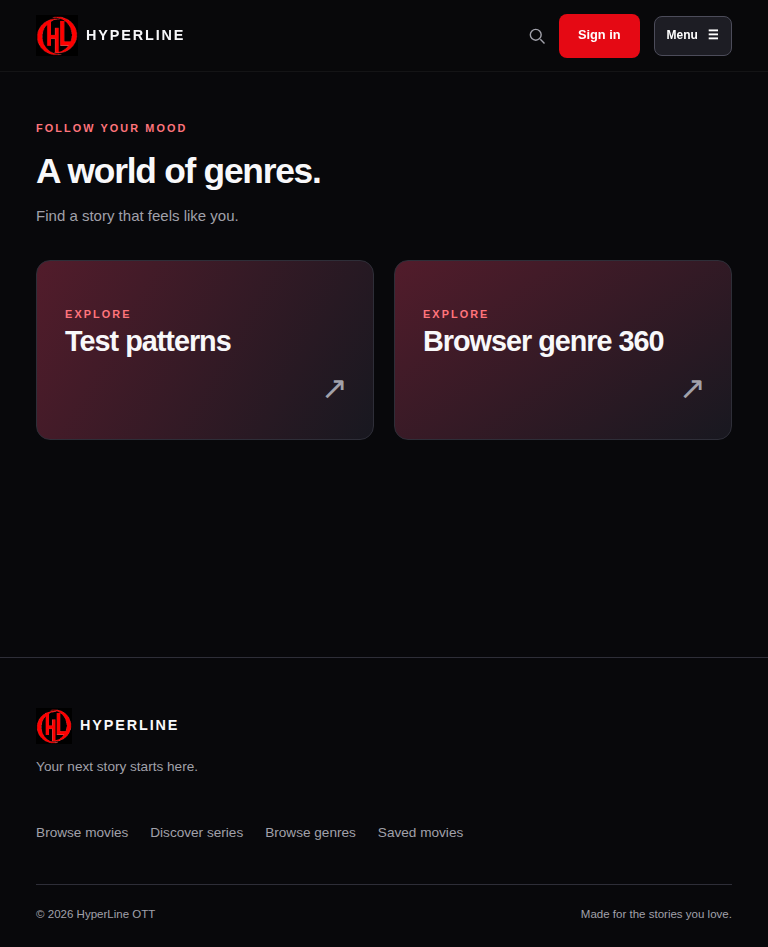 HL HYPERLINE
Sign in
Menu ☰
FOLLOW YOUR MOOD
A world of genres.
Find a story that feels like you.
EXPLORE
Test patterns
↗
EXPLORE
Browser genre 360
↗
HL HYPERLINE
Your next story starts here.
Browse movies Discover series Browse genres Saved movies
© 2026 HyperLine OTT
Made for the stories you love.